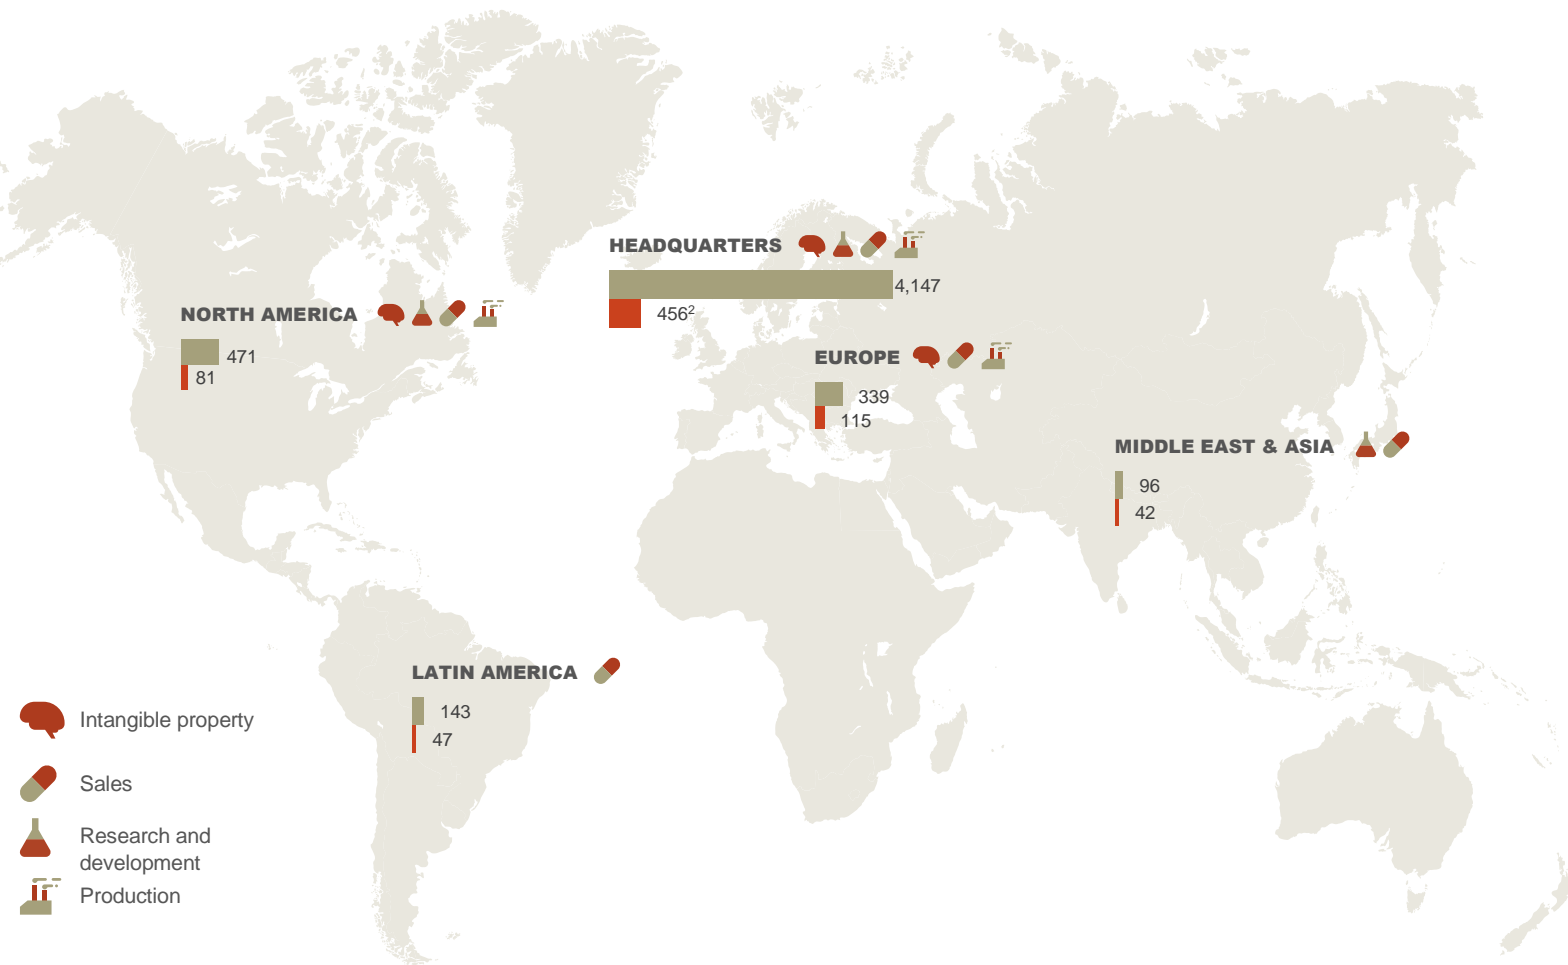 HEADQUARTERS
4,147
456²
NORTH AMERICA
471
81
EUROPE
339
115
MIDDLE EAST & ASIA
96
42
LATIN AMERICA
143
47
Intangible property
Sales
Research and
development
Production